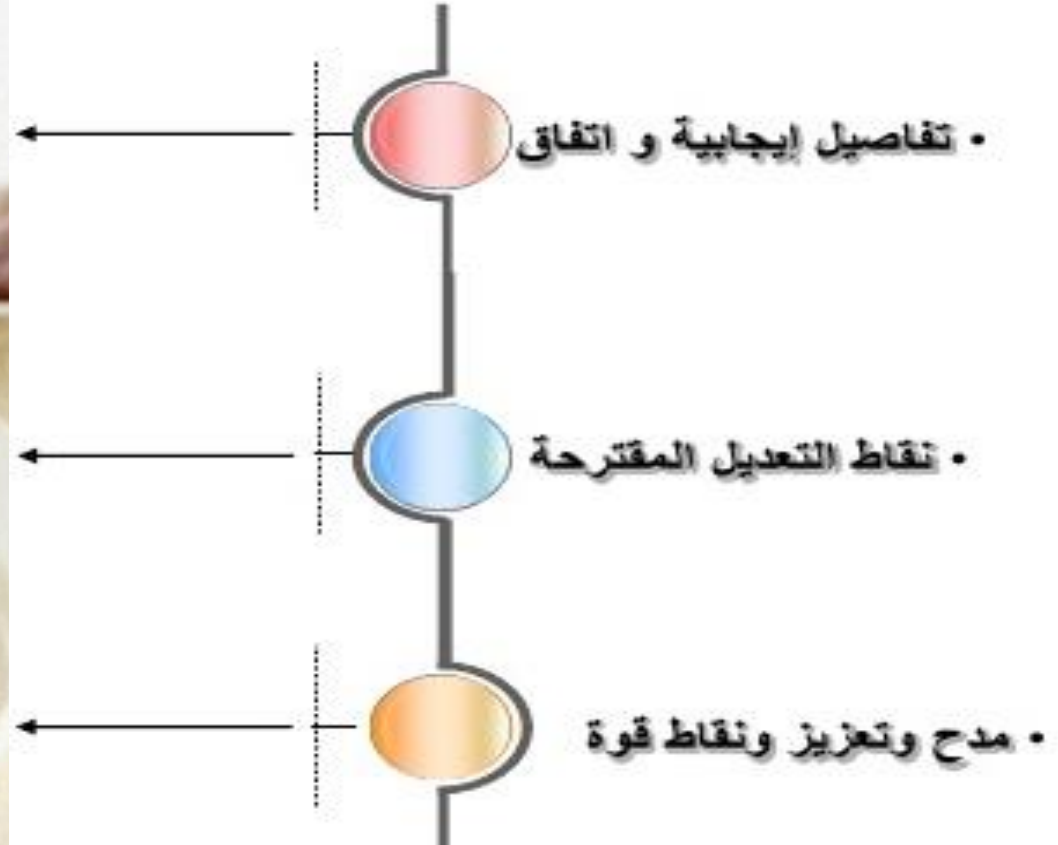 • تفاصيل إيجابية و اتفاق
• نقاط التعديل المقترحة
• مدح وتعزيز ونقاط قوة